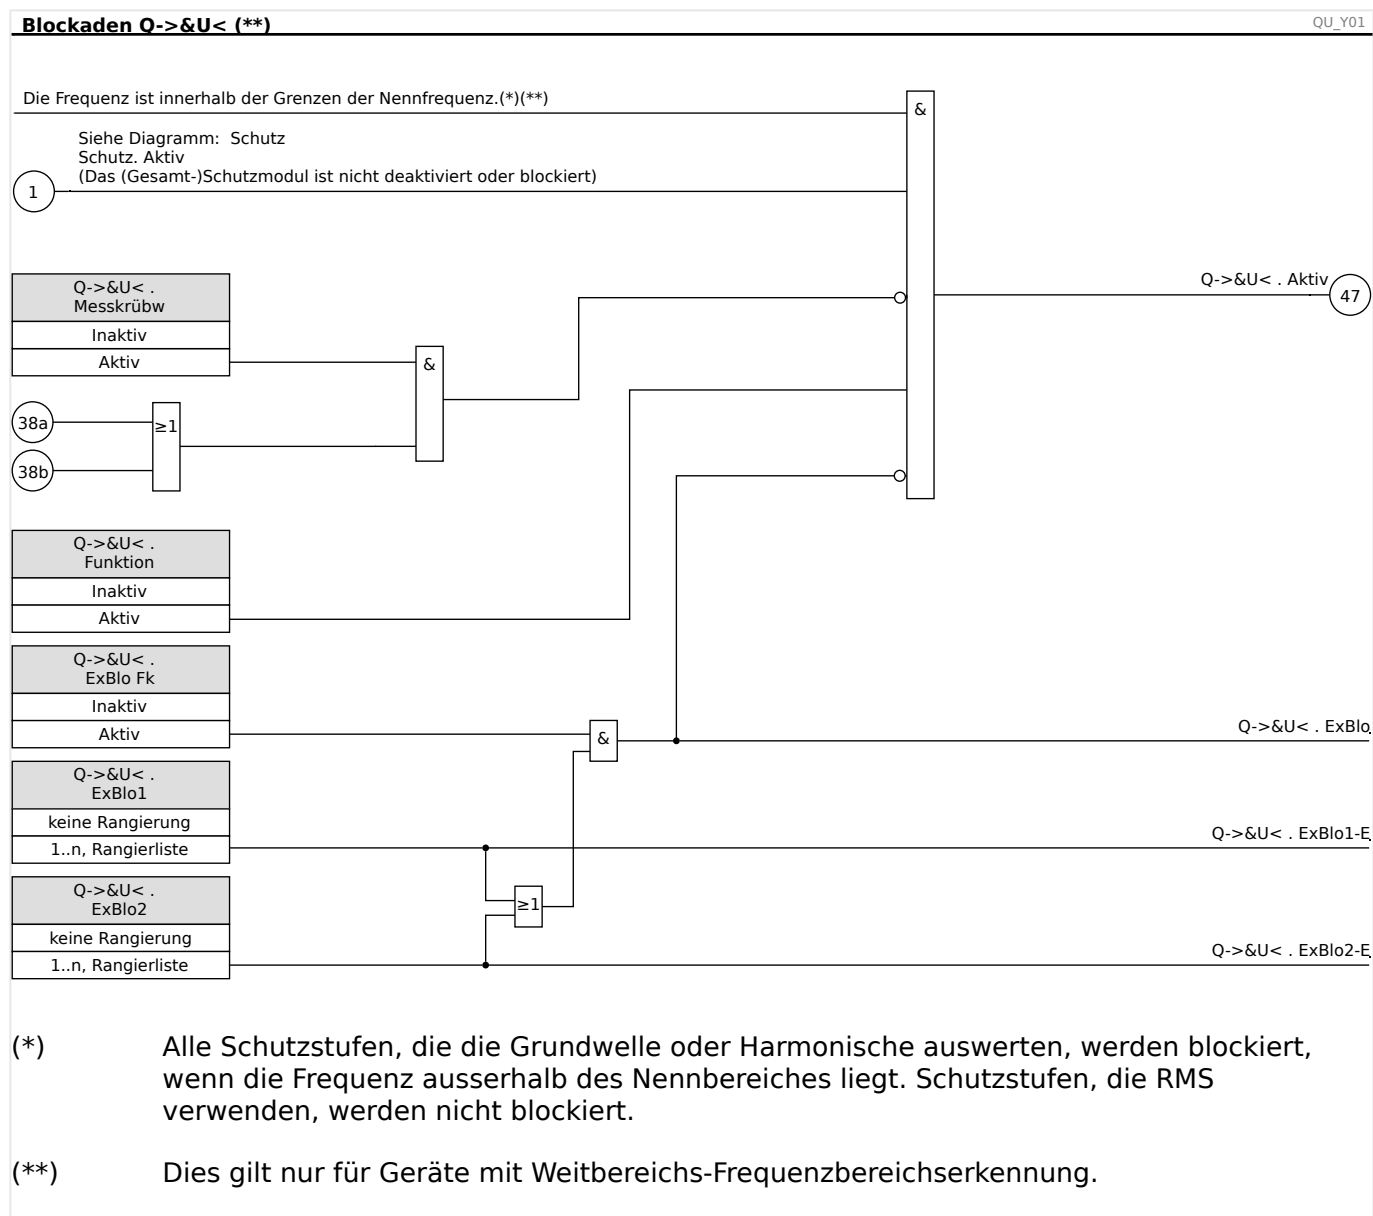 Blockaden Q->&U< (**)
QU_Y01
Die Frequenz ist innerhalb der Grenzen der Nennfrequenz.(*)(**)
&
Siehe Diagramm:  Schutz
Schutz. Aktiv
(Das (Gesamt-)Schutzmodul ist nicht deaktiviert oder blockiert)
1
Q->&U< . Aktiv
47
Q->&U< .
Messkrübw
Inaktiv
Aktiv
&
38a
≥1
38b
Q->&U< .
Funktion
Inaktiv
Aktiv
Q->&U< .
ExBlo Fk
Inaktiv
Aktiv
&
Q->&U< . ExBlo
Q->&U< .
ExBlo1
keine Rangierung
1..n, Rangierliste
Q->&U< . ExBlo1-E
Q->&U< .
ExBlo2
≥1
keine Rangierung
1..n, Rangierliste
Q->&U< . ExBlo2-E
(*) Alle Schutzstufen, die die Grundwelle oder Harmonische auswerten, werden blockiert,
wenn die Frequenz ausserhalb des Nennbereiches liegt. Schutzstufen, die RMS
verwenden, werden nicht blockiert.
(**) Dies gilt nur für Geräte mit Weitbereichs-Frequenzbereichserkennung.